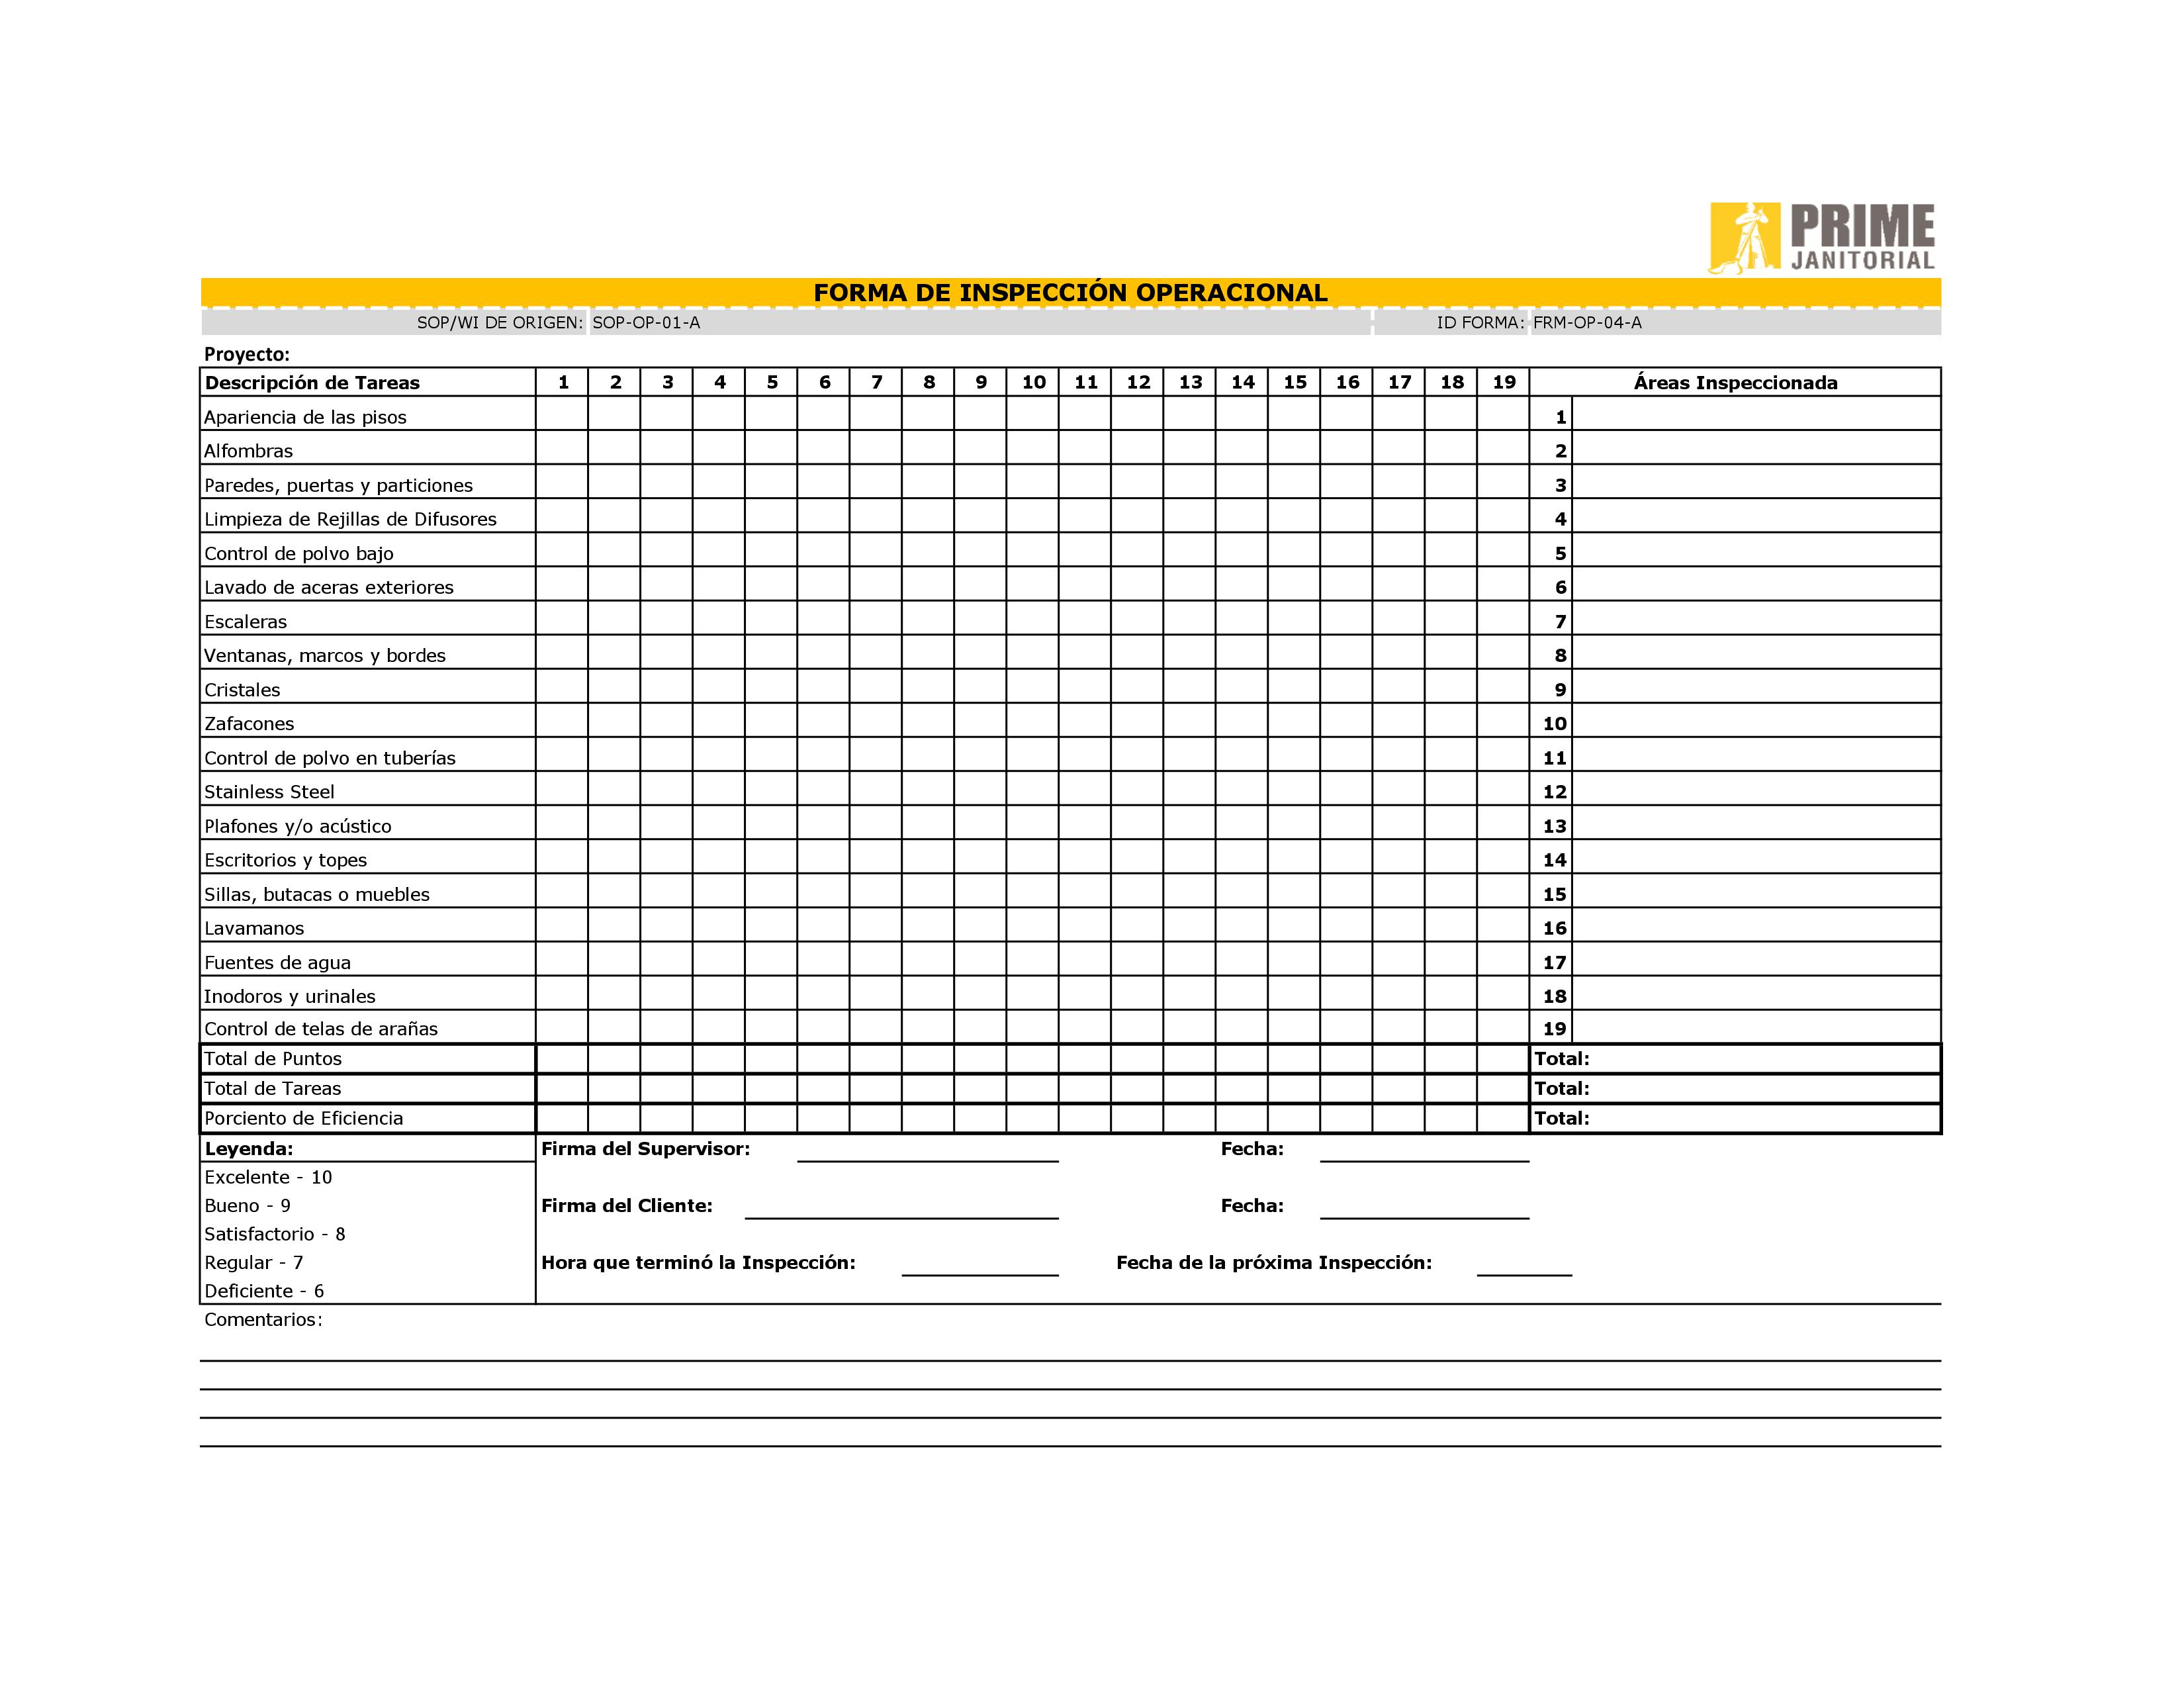 PRIME
JANITORIAL
FORMA DE INSPECCIÓN OPERACIONAL
SOP/WI DE ORIGEN: SOP-OP-01-A ID FORMA: FRM-OP-04-A
Proyecto:
Descripción de Tareas 1 2 3 4 5 6 7 8 9 10 11 12 13 14 15 16 17 18 19 Áreas Inspeccionada
Apariencia de las pisos 1
Alfombras 2
Paredes, puertas y particiones 3
Limpieza de Rejillas de Difusores 4
Control de polvo bajo 5
Lavado de aceras exteriores 6
Escaleras 7
Ventanas, marcos y bordes 8
Cristales 9
Zafacones 10
Control de polvo en tuberías 11
Stainless Steel 12
Plafones y/o acústico 13
Escritorios y topes 14
Sillas, butacas o muebles 15
Lavamanos 16
Fuentes de agua 17
Inodoros y urinales 18
Control de telas de arañas 19
Total de Puntos Total:
Total de Tareas Total:
Porciento de Eficiencia Total:
Leyenda: Firma del Supervisor: Fecha:
Excelente - 10
Bueno - 9 Firma del Cliente: Fecha:
Satisfactorio - 8
Regular - 7 Hora que terminó la Inspección: Fecha de la próxima Inspección:
Deficiente - 6
Comentarios: